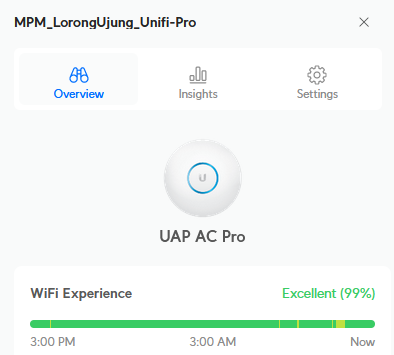 MPM_LorongUjung_Unifi-Pro
Overview
Insights
Settings
U
UAP AC Pro
WiFi Experience
Excellent (99%)
3:00 PM
3:00 AM
Now